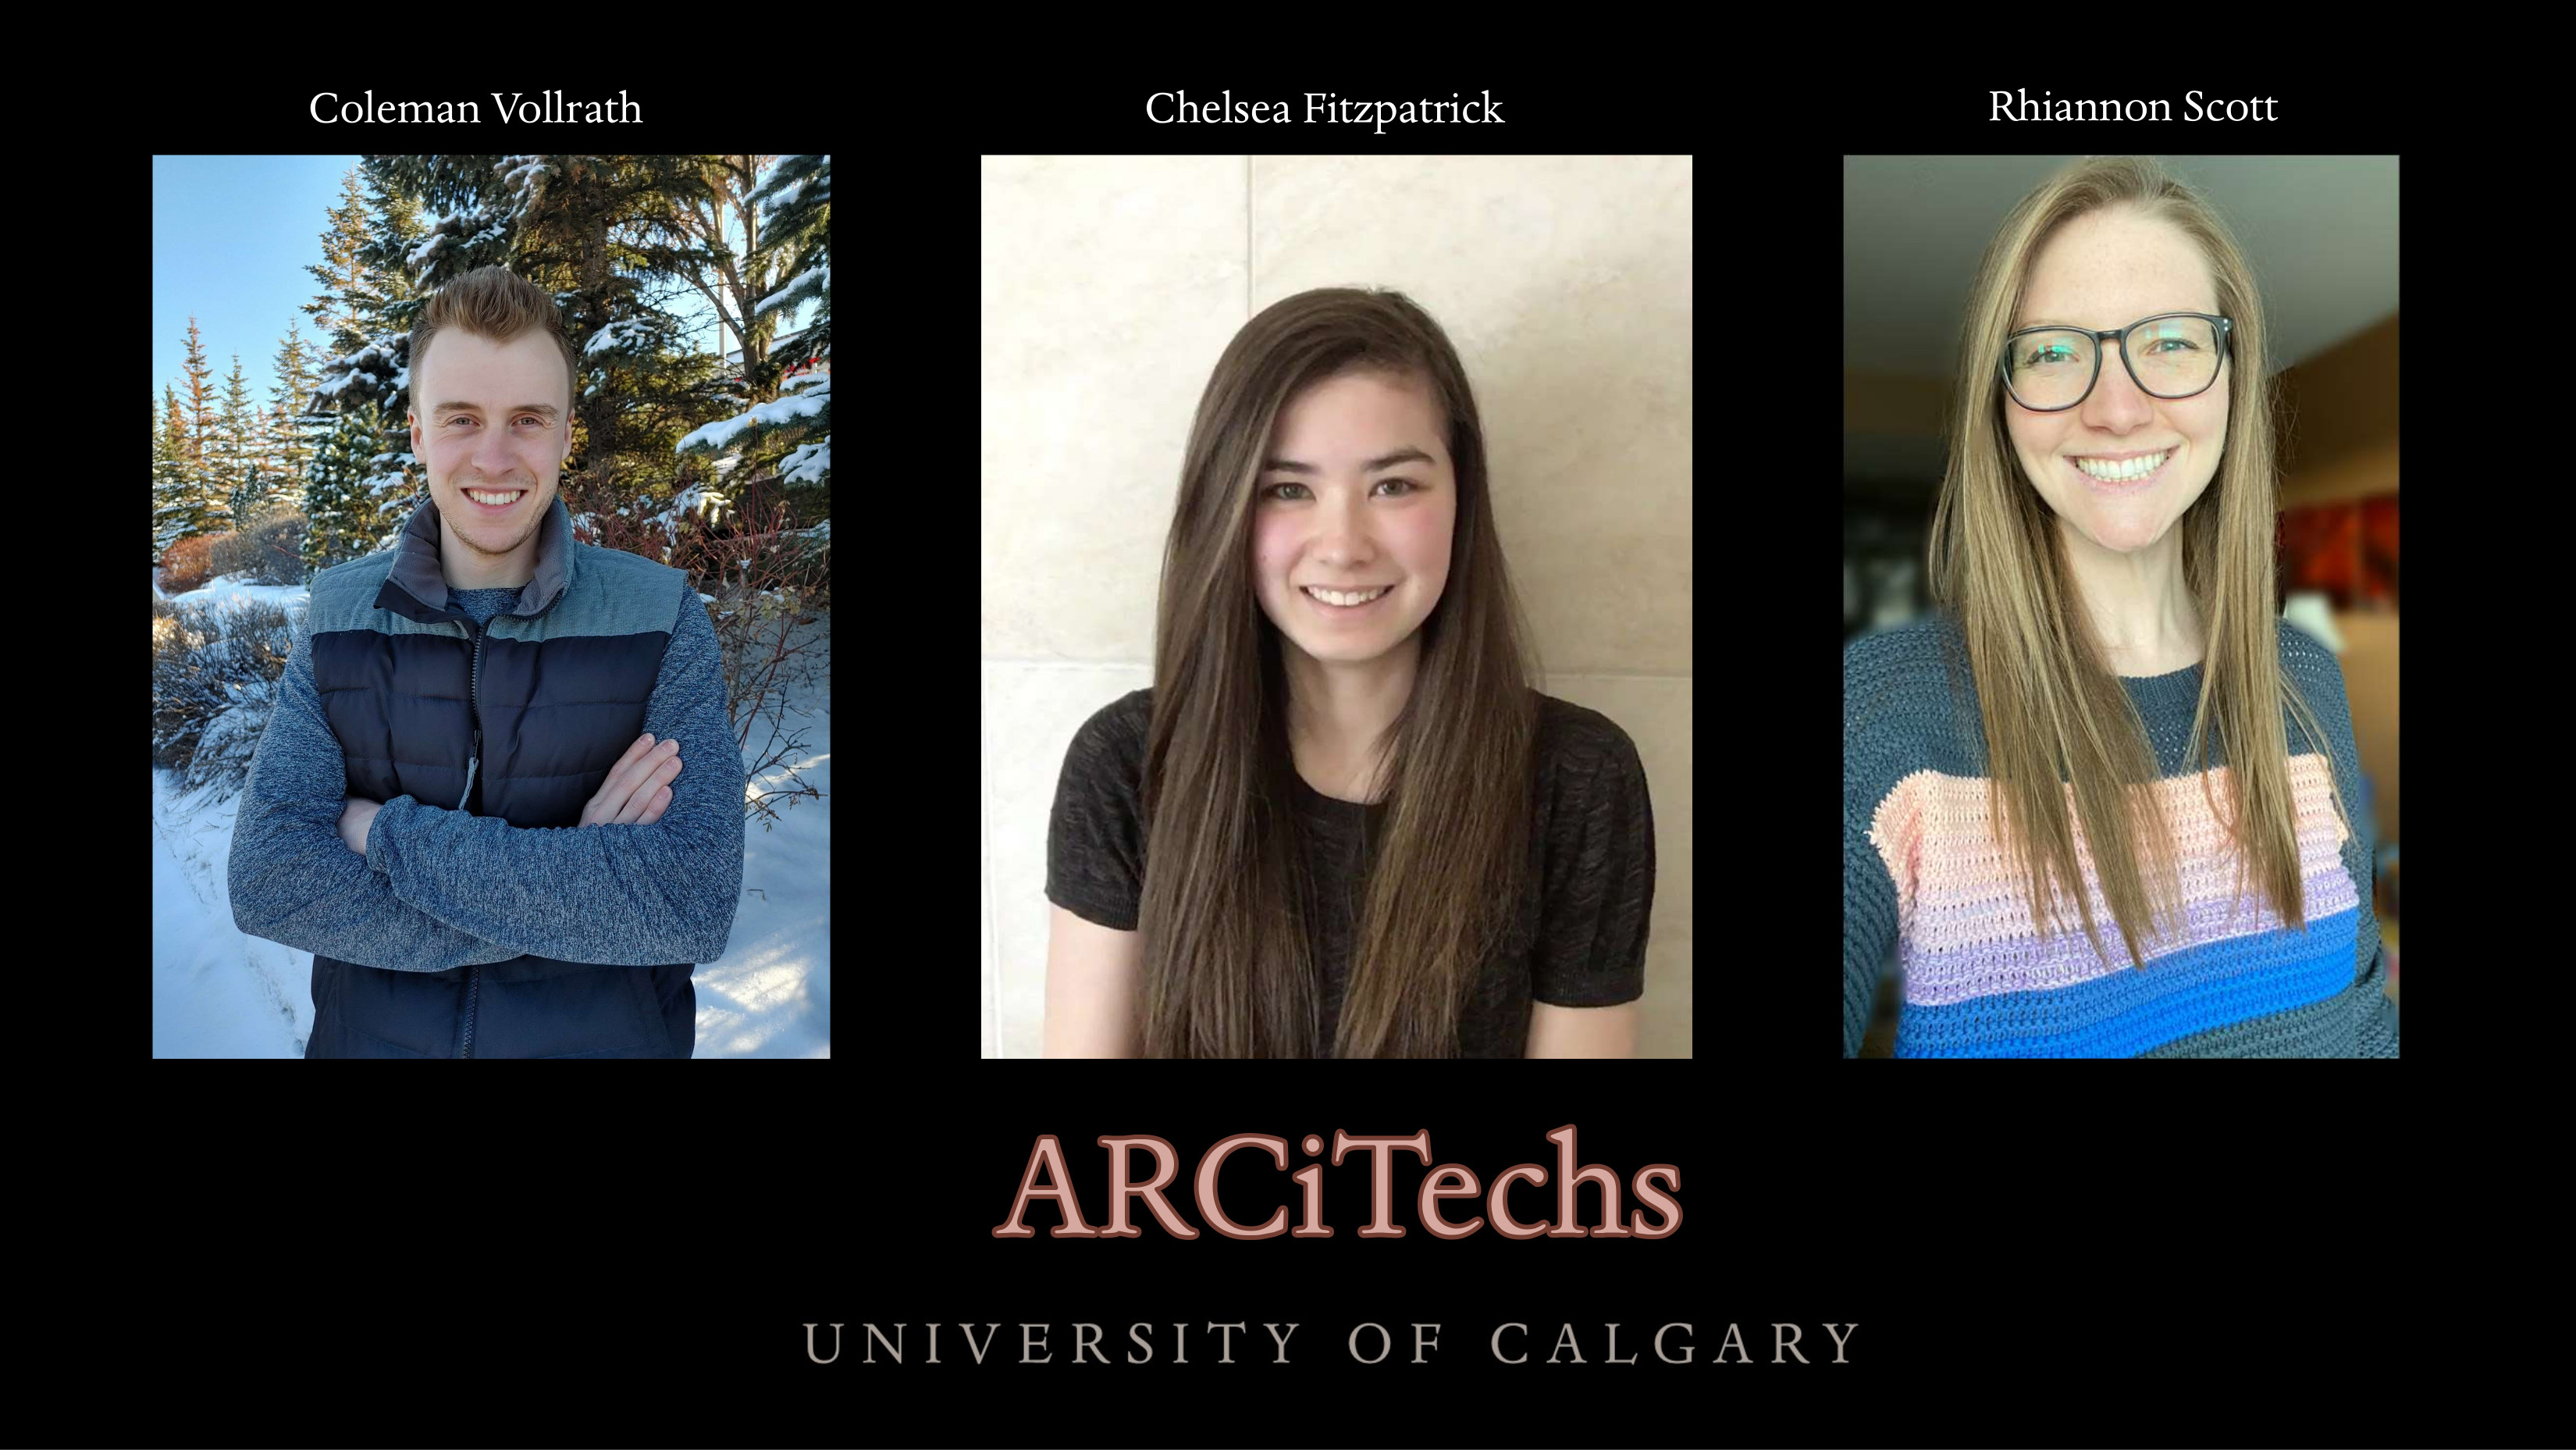 Coleman Vollrath
Chelsea Fitzpatrick
Rhiannon Scott
ARCiTechs
UNIVERSITY OF CALGARY